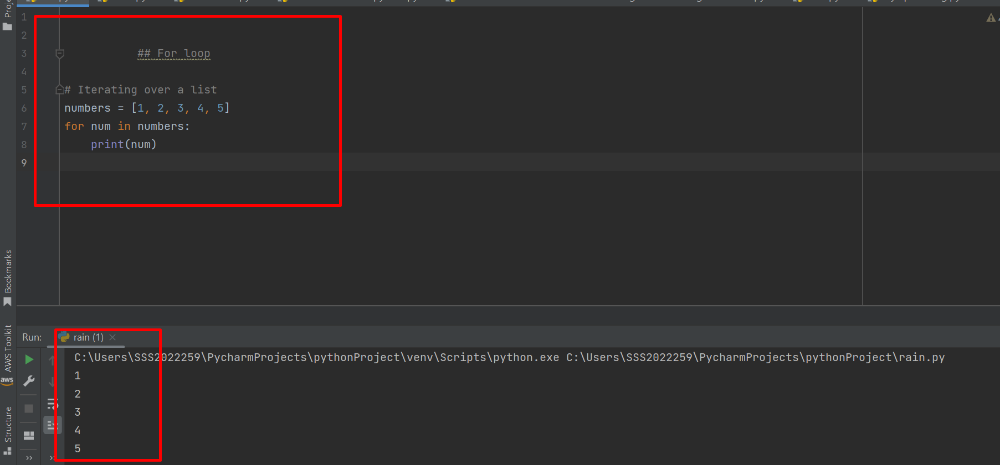 Proje
1
2
3 ## For loop
4
5 # Iterating over a list
6 numbers = [1, 2, 3, 4, 5]
7 for num in numbers:
8 print(num)
9
Bookmarks
AWS Toolkit
aws
Structure
Run: rain (1)
C:\Users\SSS2022259\PycharmProjects\pythonProject\venv\Scripts\python.exe C:\Users\SSS2022259\PycharmProjects\pythonProject\rain.py
1
2
3
4
5